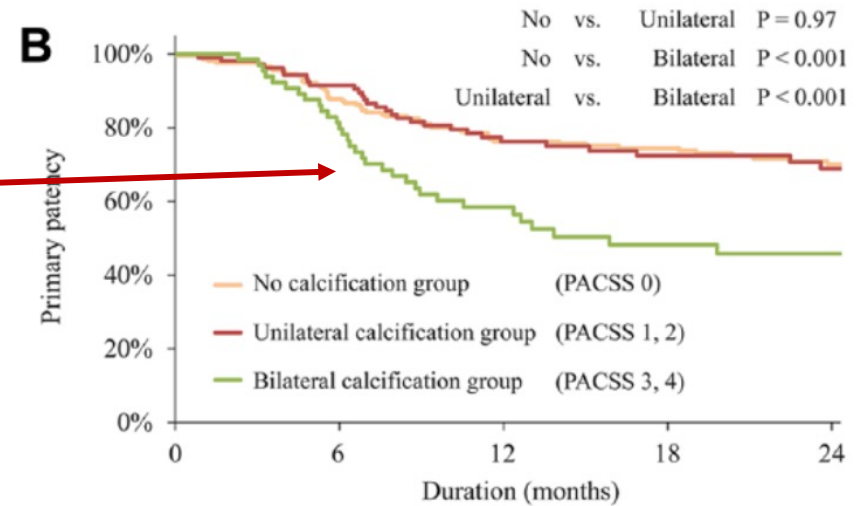 B
No vs. Unilateral P = 0.97
No vs. Bilateral P < 0.001
Unilateral vs. Bilateral P < 0.001
Primary patency
100%
80%
60%
40%
20%
0%
No calcification group (PACSS 0)
Unilateral calcification group (PACSS 1, 2)
Bilateral calcification group (PACSS 3, 4)
0 6 12 18 24
Duration (months)